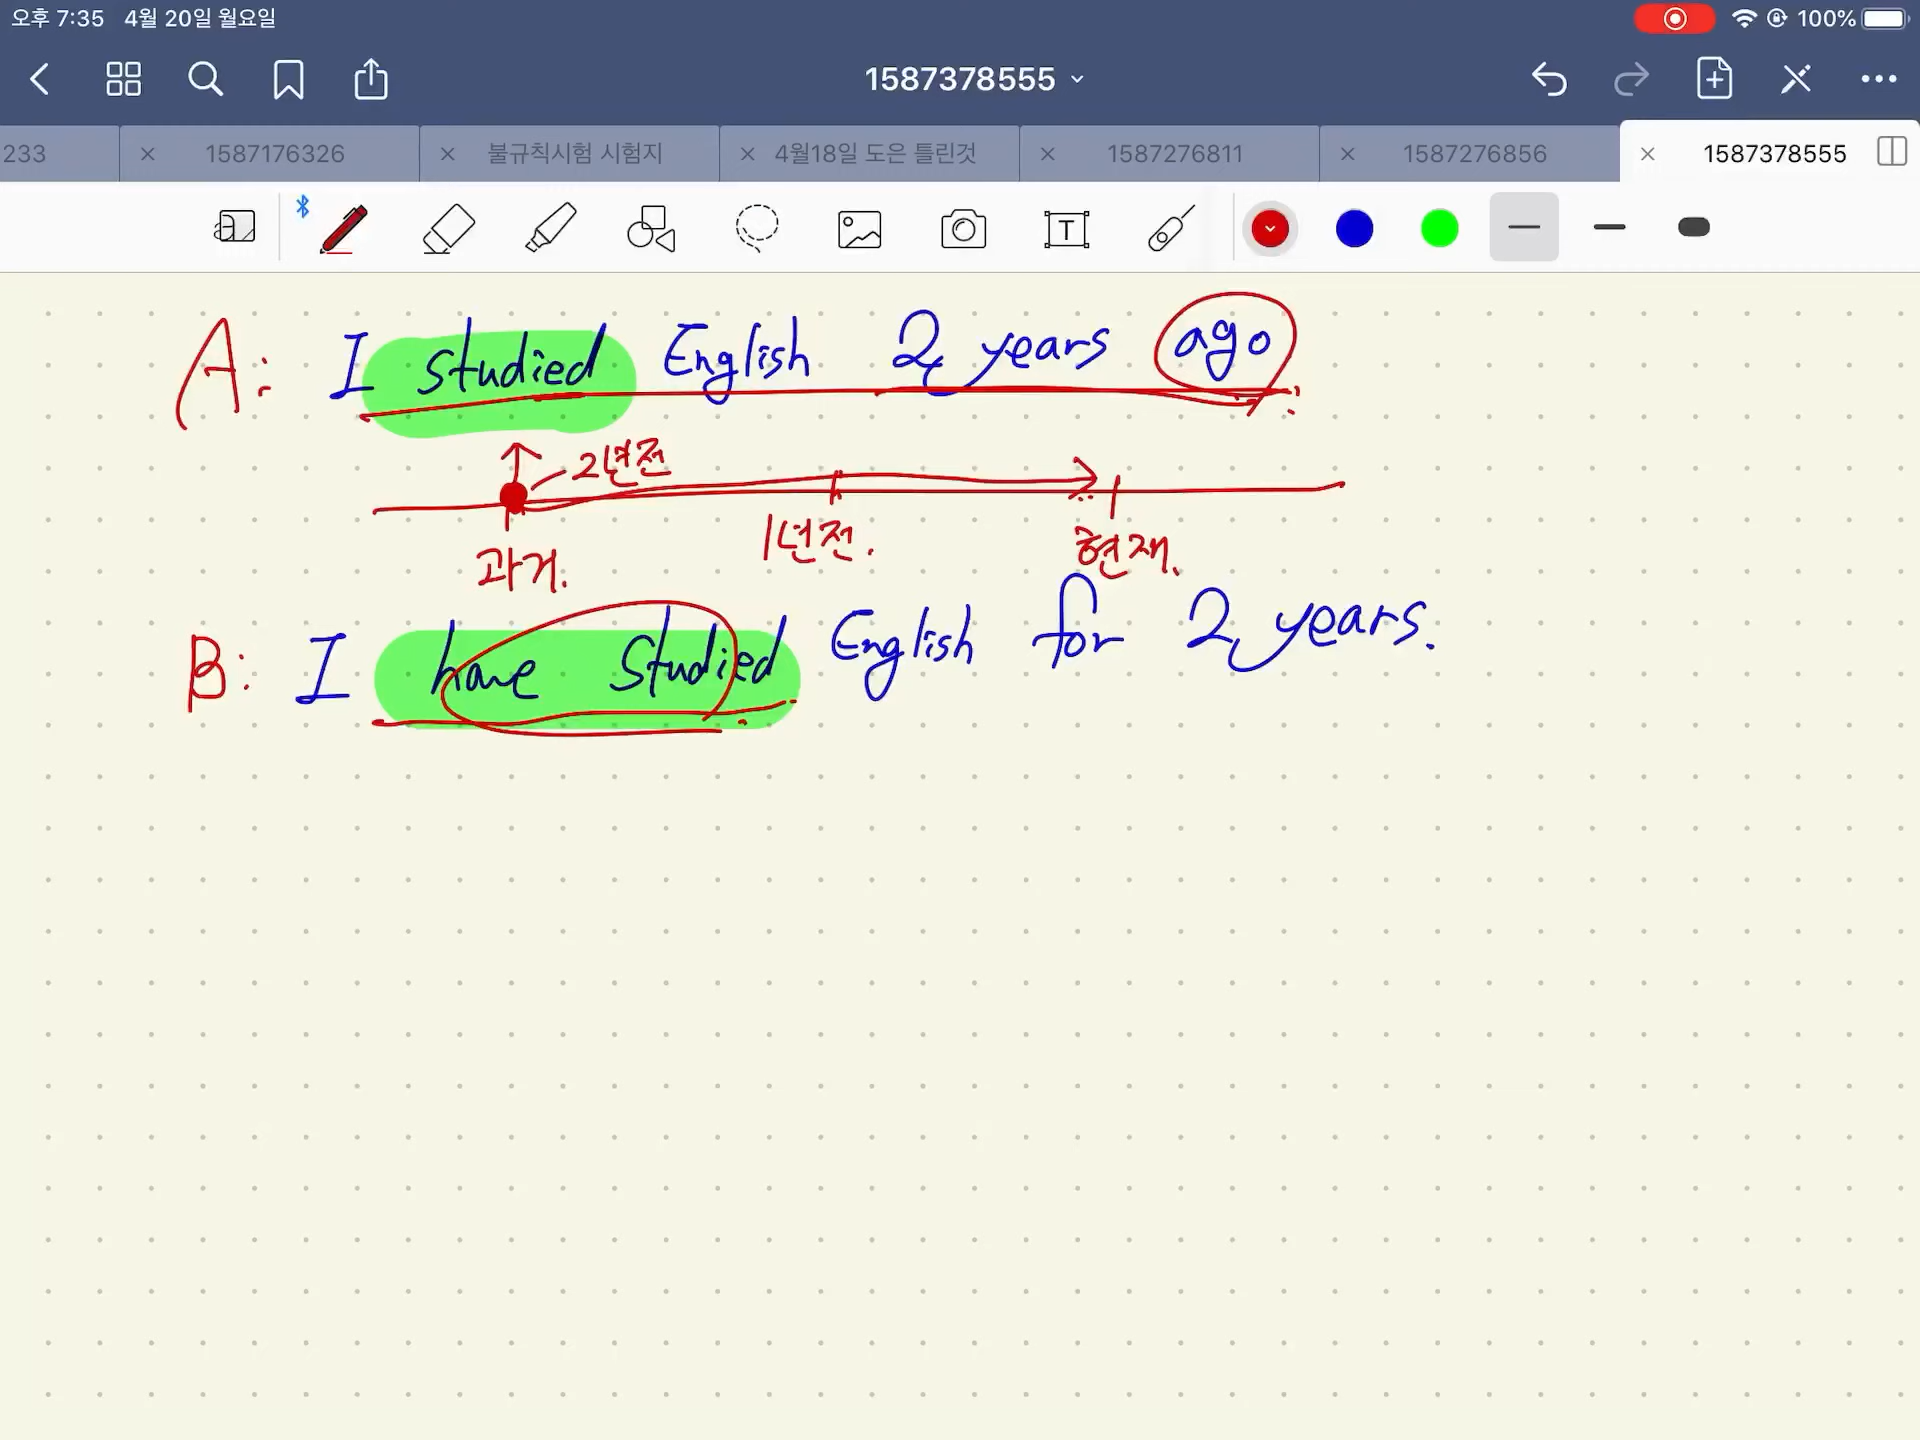 오후 7:35 4월 20일 월요일 100%
1587378555
233 1587176326 불규칙시험 시험지 4월18일 도은 틀린것 1587276811 1587276856 1587378555
A: I studied English 2 years ago
2년전
1년전.
과거. 현재.
B: I have studied English for 2 years.